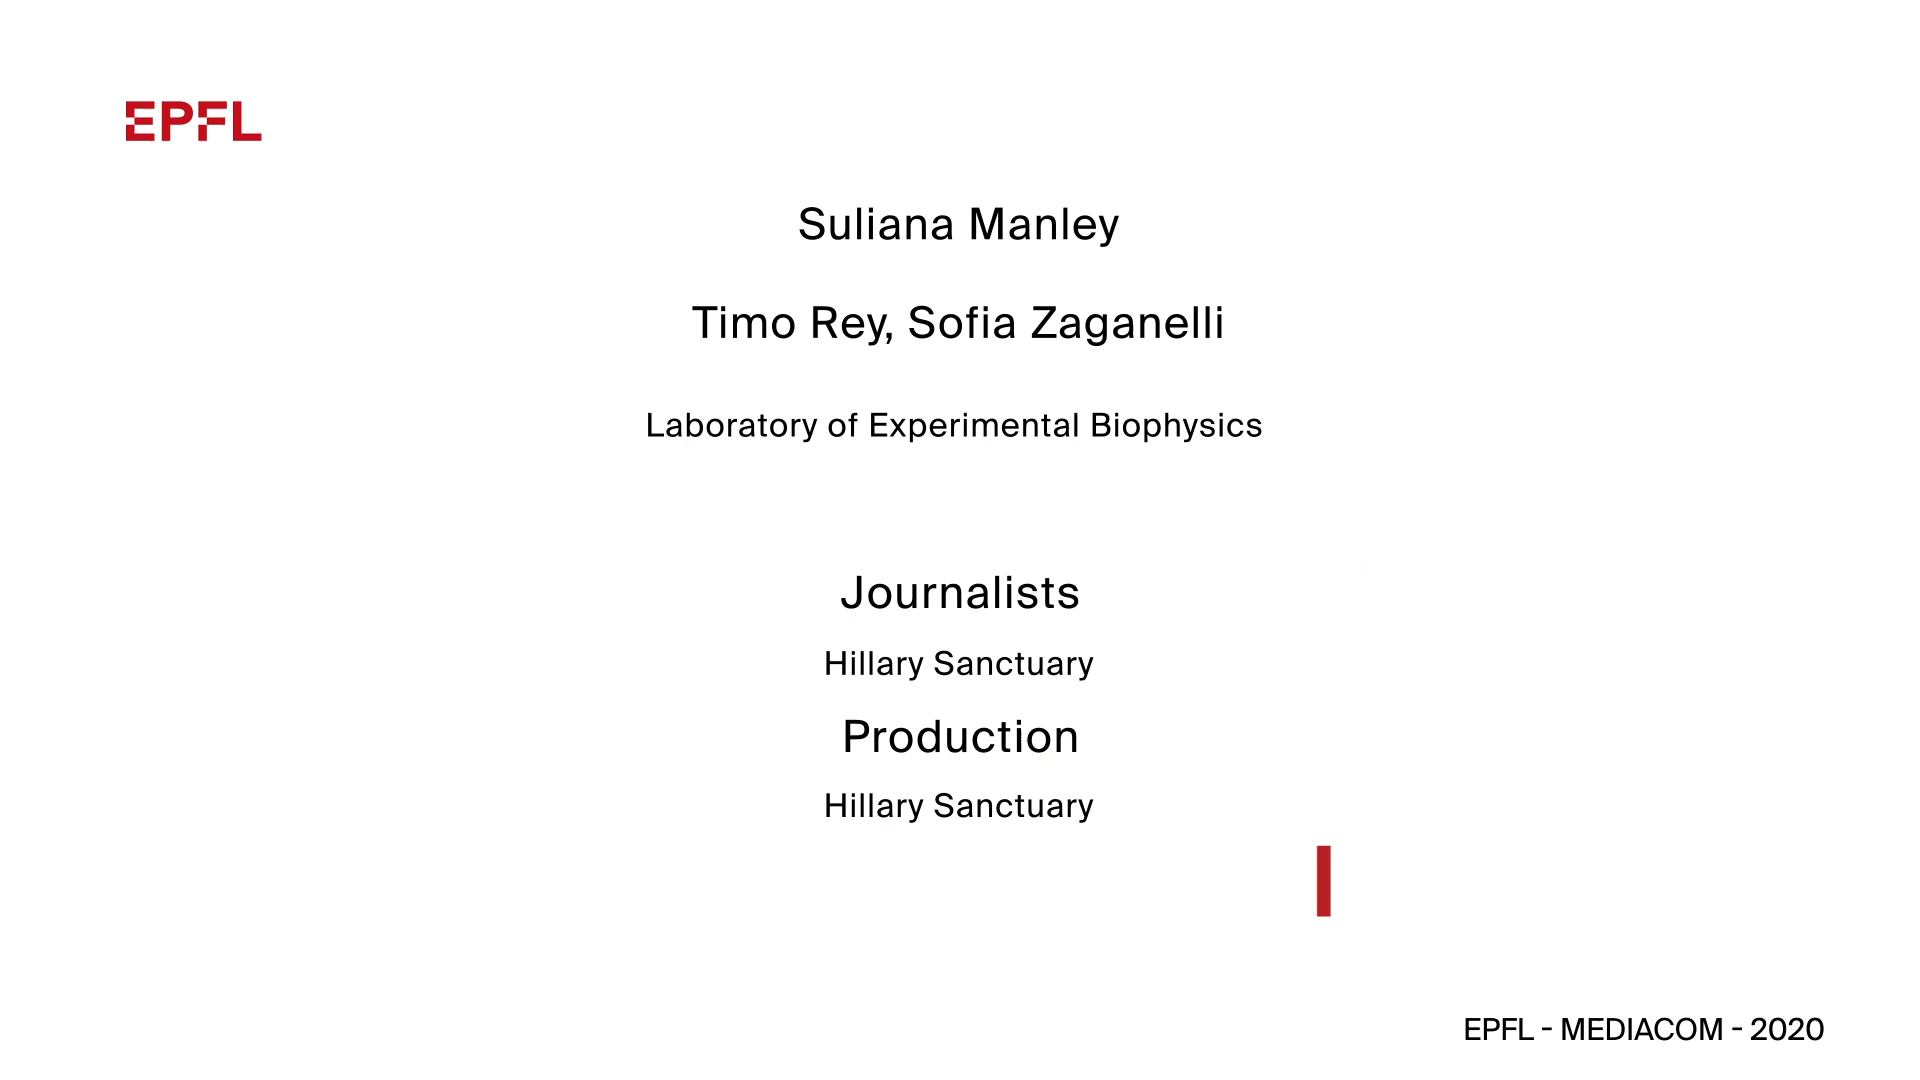 EPFL
Suliana Manley
Timo Rey, Sofia Zaganelli
Laboratory of Experimental Biophysics
Journalists
Hillary Sanctuary
Production
Hillary Sanctuary
EPFL - MEDIACOM - 2020